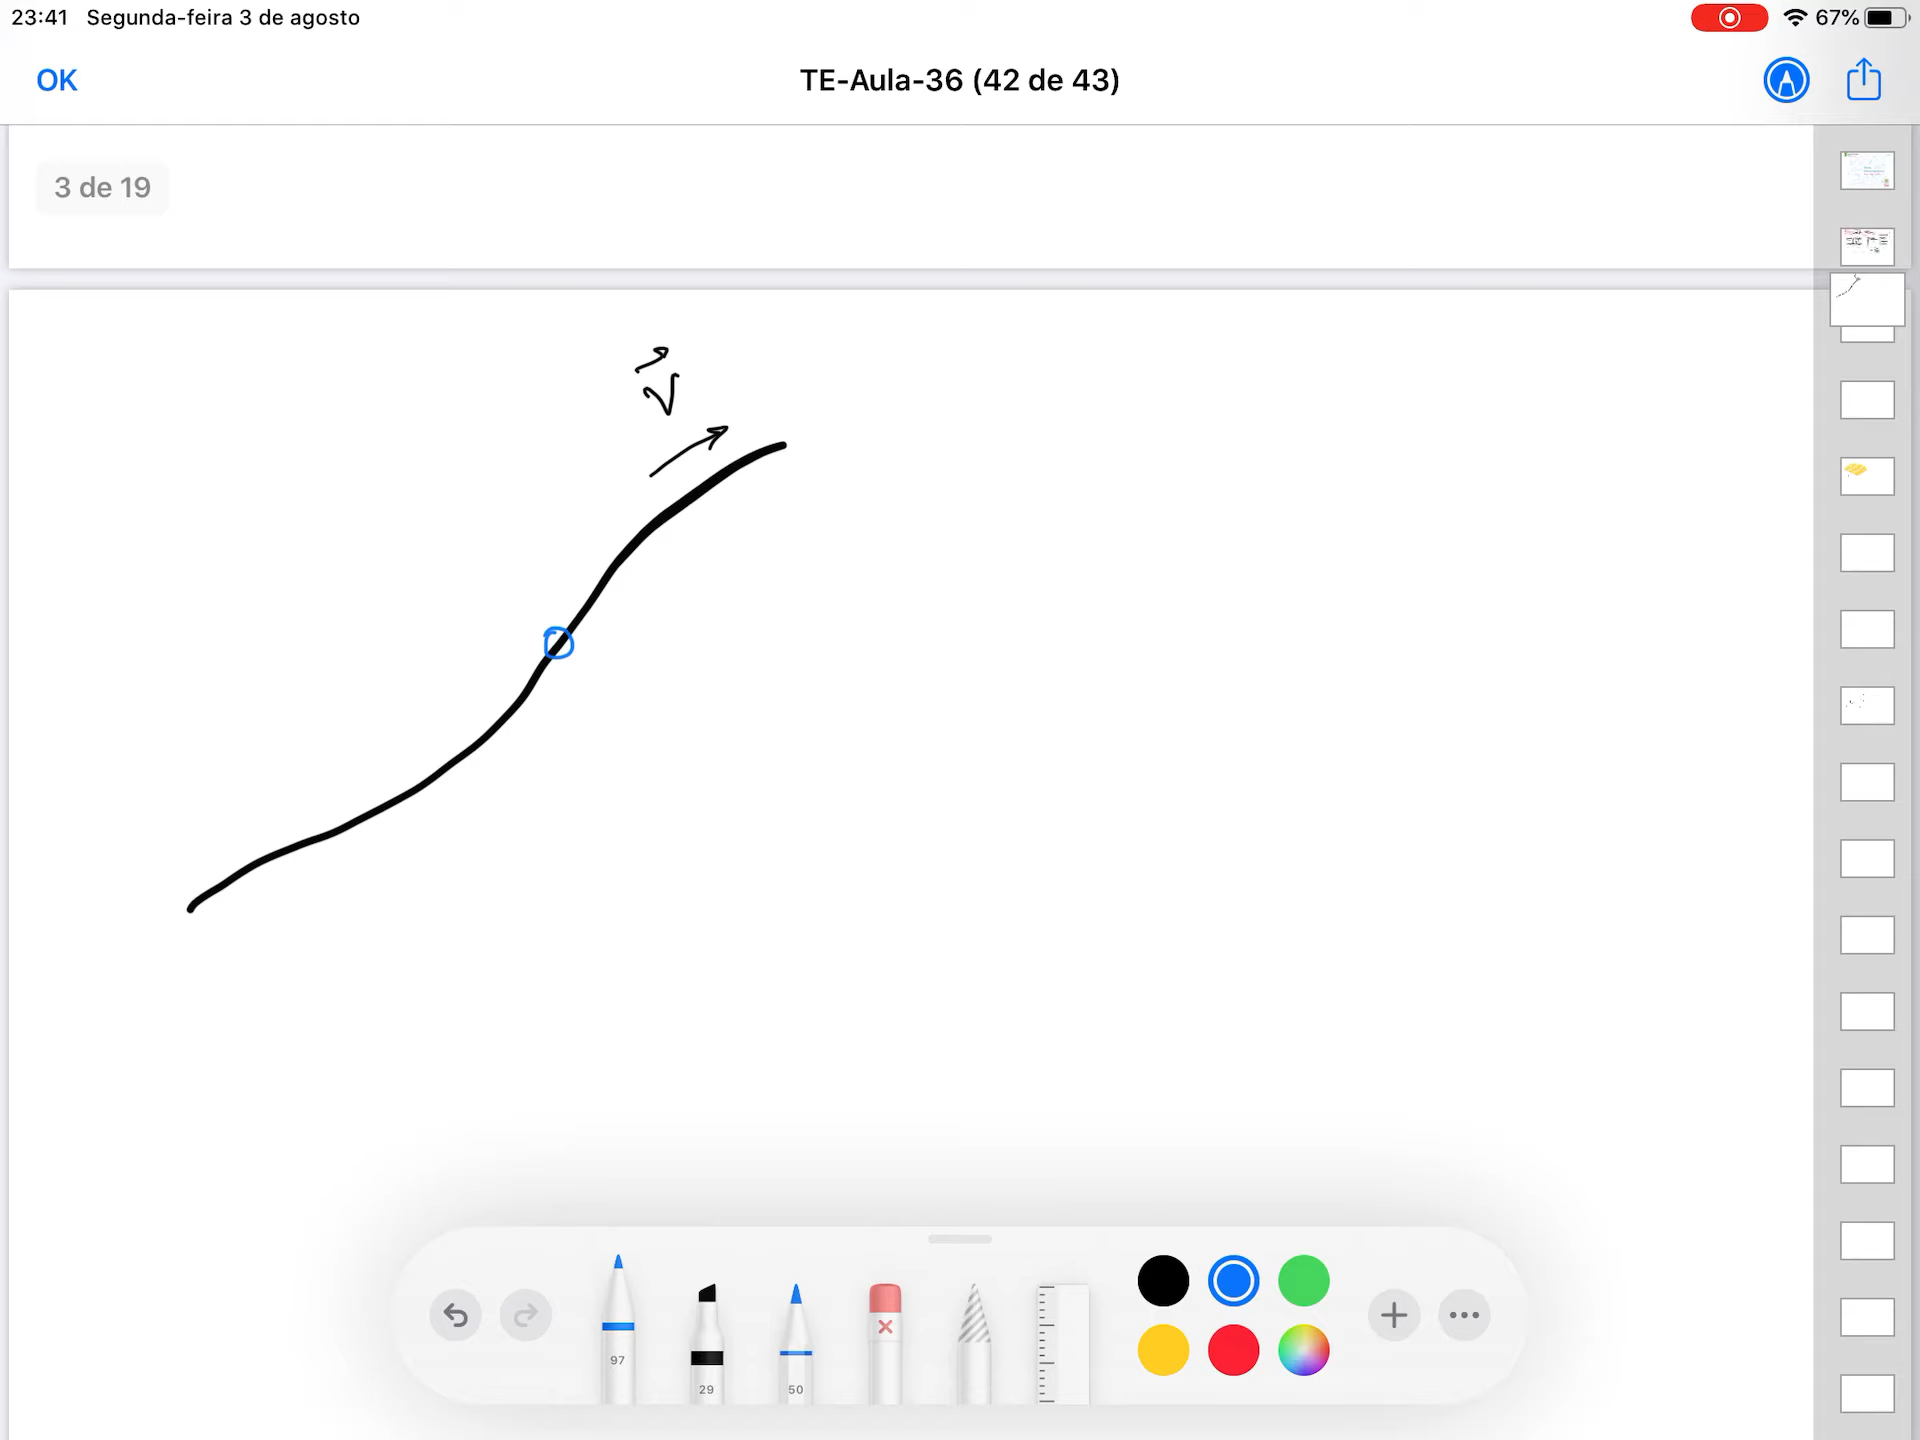 23:41 Segunda-feira 3 de agosto 67%
OK TE-Aula-36 (42 de 43)
3 de 19
v⃗
97 29 50